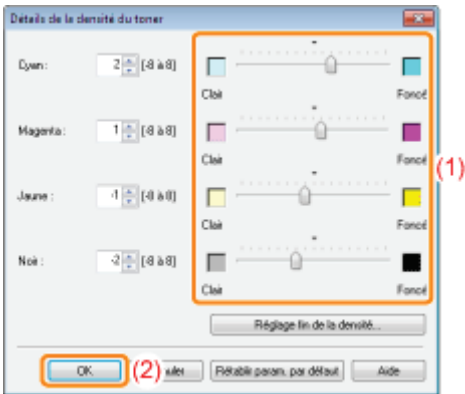 Détails de la densité du toner
Cyan : 2 [-8 à 8]
Clair Foncé
Magenta : 1 [-8 à 8]
Clair Foncé
(1)
Jaune : -1 [-8 à 8]
Clair Foncé
Noir : -2 [-8 à 8]
Clair Foncé
Réglage fin de la densité...
OK (2) uler Rétablir param. par défaut Aide